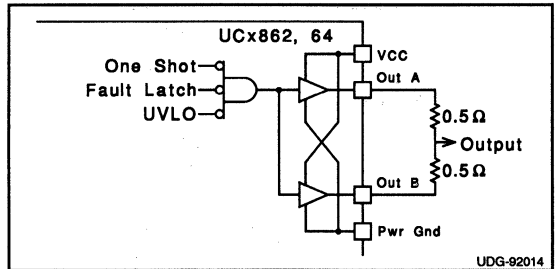 UCx862, 64
VCC
One Shot
Out A
Fault Latch
UVLO
0.5Ω
Output
0.5Ω
Out B
Pwr Gnd
UDG-92014